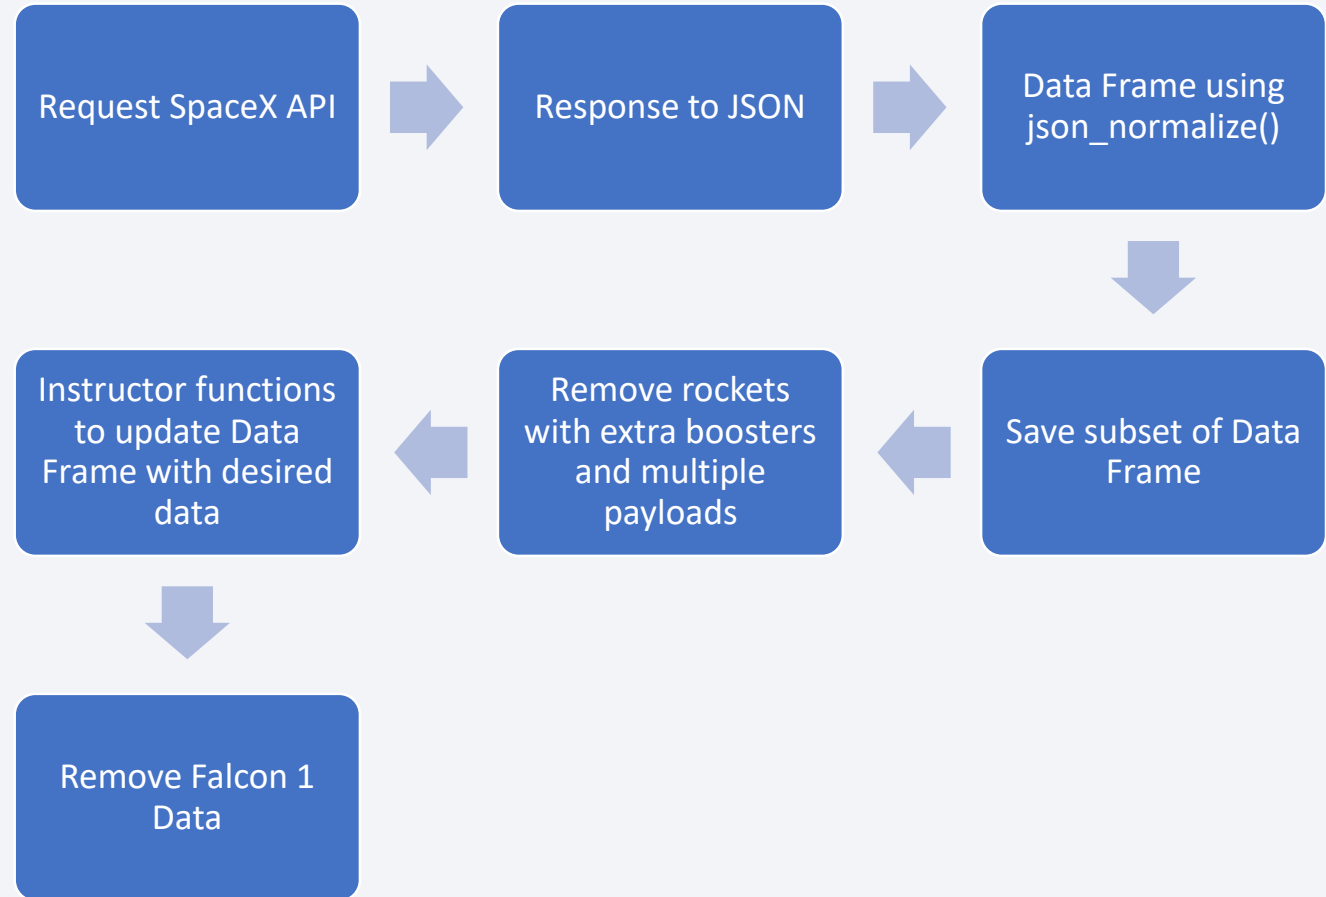 Request SpaceX API
Response to JSON
Data Frame using
json_normalize()
Save subset of Data
Frame
Remove rockets
with extra boosters
and multiple
payloads
Instructor functions
to update Data
Frame with desired
data
Remove Falcon 1
Data